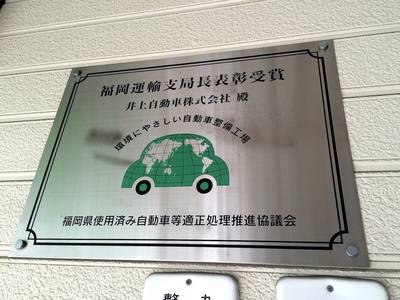 福岡運輸支局長表彰受賞
井上自動車株式会社 殿
環境にやさしい自動車整備工場
福岡県使用済み自動車等適正処理推進協議会